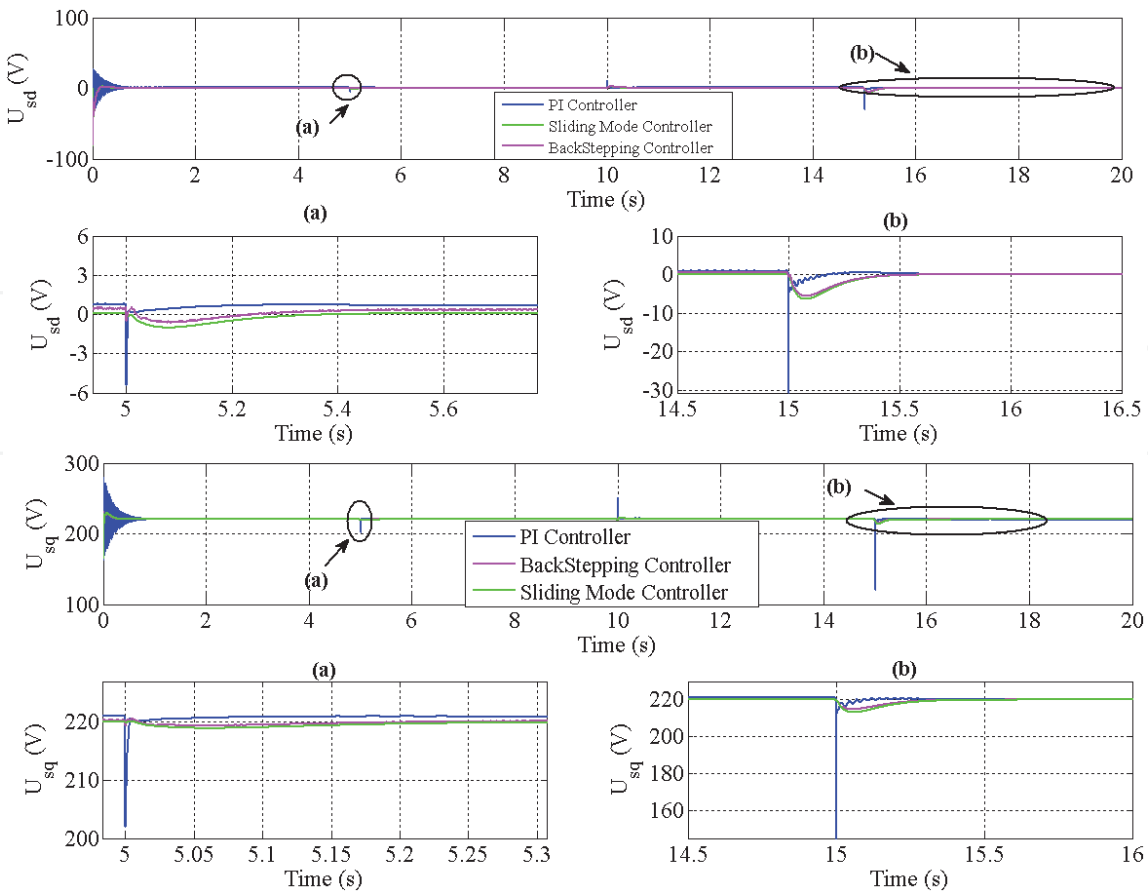 100
0
-100
U_sd (V)
(a)
(b)
PI Controller
Sliding Mode Controller
BackStepping Controller
0 2 4 6 8 10 12 14 16 18 20
Time (s)
(a)
6
3
0
-3
-6
U_sd (V)
5 5.2 5.4 5.6
Time (s)
(b)
10
0
-10
-20
-30
U_sd (V)
14.5 15 15.5 16 16.5
Time (s)
300
200
100
U_sq (V)
(a)
(b)
PI Controller
BackStepping Controller
Sliding Mode Controller
0 2 4 6 8 10 12 14 16 18 20
Time (s)
(a)
220
210
200
U_sq (V)
5 5.05 5.1 5.15 5.2 5.25 5.3
Time (s)
(b)
220
200
180
160
U_sq (V)
14.5 15 15.5 16
Time (s)